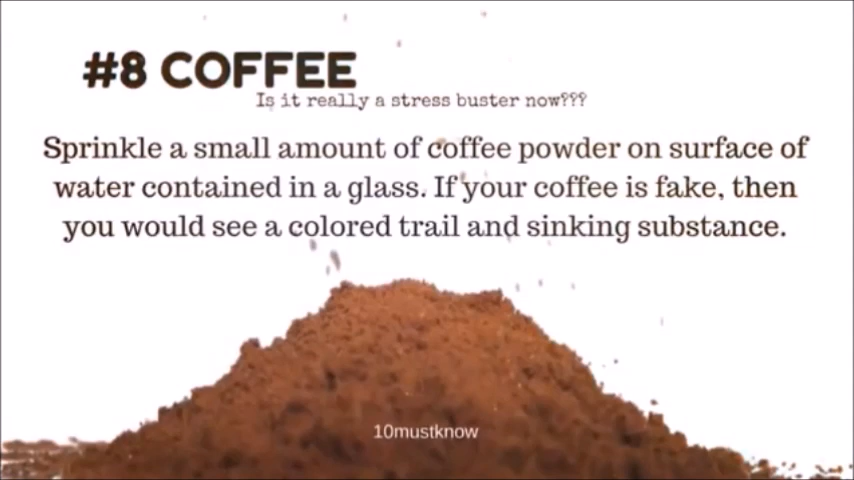 #8 COFFEE
Is it really a stress buster now???
Sprinkle a small amount of coffee powder on surface of
water contained in a glass. If your coffee is fake, then
you would see a colored trail and sinking substance.
10mustknow